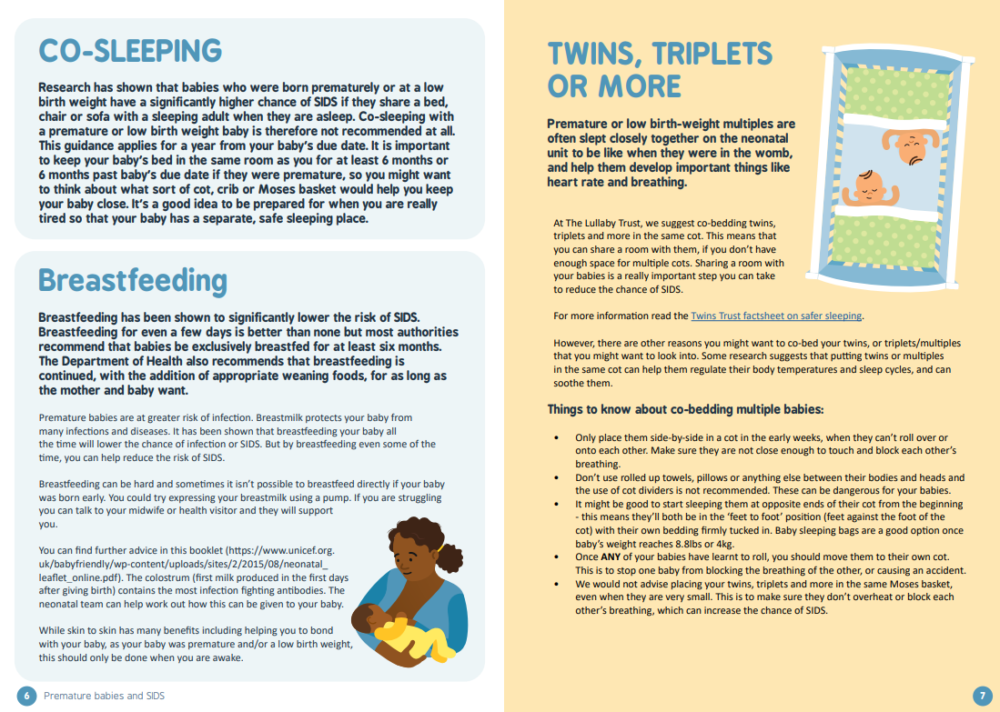 CO-SLEEPING
Research has shown that babies who were born prematurely or at a low
birth weight have a significantly higher chance of SIDS if they share a bed,
chair or sofa with a sleeping adult when they are asleep. Co-sleeping with
a premature or low birth weight baby is therefore not recommended at all.
This guidance applies for a year from your baby's due date. It is important
to keep your baby's bed in the same room as you for at least 6 months or
6 months past baby's due date if they were premature, so you might want
to think about what sort of cot, crib or Moses basket would help you keep
your baby close. It's a good idea to be prepared for when you are really
tired so that your baby has a separate, safe sleeping place.
Breastfeeding
Breastfeeding has been shown to significantly lower the risk of SIDS.
Breastfeeding for even a few days is better than none but most authorities
recommend that babies be exclusively breastfed for at least six months.
The Department of Health also recommends that breastfeeding is
continued, with the addition of appropriate weaning foods, for as long as
the mother and baby want.
Premature babies are at greater risk of infection. Breastmilk protects your baby from
many infections and diseases. It has been shown that breastfeeding your baby all
the time will lower the chance of infection or SIDS. But by breastfeeding even some of the
time, you can help reduce the risk of SIDS.
Breastfeeding can be hard and sometimes it isn't possible to breastfeed directly if your baby
was born early. You could try expressing your breastmilk using a pump. If you are struggling
you can talk to your midwife or health visitor and they will support
you.
You can find further advice in this booklet (https://www.unicef.org.
uk/babyfriendly/wp-content/uploads/sites/2/2015/08/neonatal_
leaflet_online.pdf). The colostrum (first milk produced in the first days
after giving birth) contains the most infection fighting antibodies. The
neonatal team can help work out how this can be given to your baby.
While skin to skin has many benefits including helping you to bond
with your baby, as your baby was premature and/or a low birth weight,
this should only be done when you are awake.
6 Premature babies and SIDS
TWINS, TRIPLETS
OR MORE
Premature or low birth-weight multiples are
often slept closely together on the neonatal
unit to be like when they were in the womb,
and help them develop important things like
heart rate and breathing.
At The Lullaby Trust, we suggest co-bedding twins,
triplets and more in the same cot. This means that
you can share a room with them, if you don't have
enough space for multiple cots. Sharing a room with
your babies is a really important step you can take
to reduce the chance of SIDS.
For more information read the Twins Trust factsheet on safer sleeping.
However, there are other reasons you might want to co-bed your twins, or triplets/multiples
that you might want to look into. Some research suggests that putting twins or multiples
in the same cot can help them regulate their body temperatures and sleep cycles, and can
soothe them.
Things to know about co-bedding multiple babies:
• Only place them side-by-side in a cot in the early weeks, when they can't roll over or
onto each other. Make sure they are not close enough to touch and block each other's
breathing.
• Don't use rolled up towels, pillows or anything else between their bodies and heads and
the use of cot dividers is not recommended. These can be dangerous for your babies.
• It might be good to start sleeping them at opposite ends of their cot from the beginning
- this means they'll both be in the 'feet to foot' position (feet against the foot of the
cot) with their own bedding firmly tucked in. Baby sleeping bags are a good option once
baby's weight reaches 8.8lbs or 4kg.
• Once ANY of your babies have learnt to roll, you should move them to their own cot.
This is to stop one baby from blocking the breathing of the other, or causing an accident.
• We would not advise placing your twins, triplets and more in the same Moses basket,
even when they are very small. This is to make sure they don't overheat or block each
other's breathing, which can increase the chance of SIDS.
7